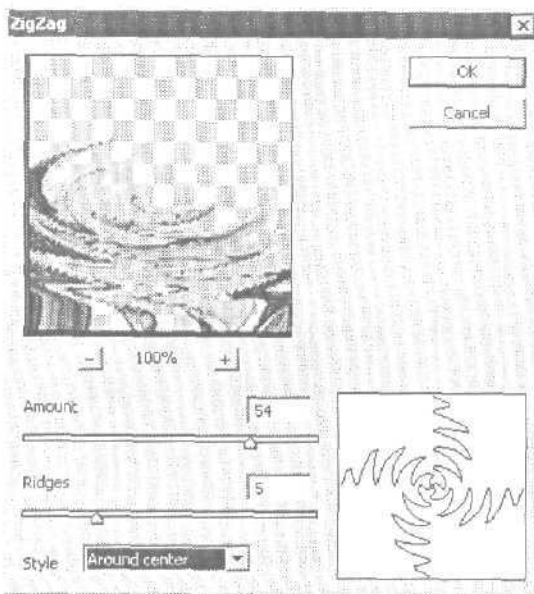 ZigZag
OK
Cancel
- 100% +
Amount 54
Ridges 5
Style Around center